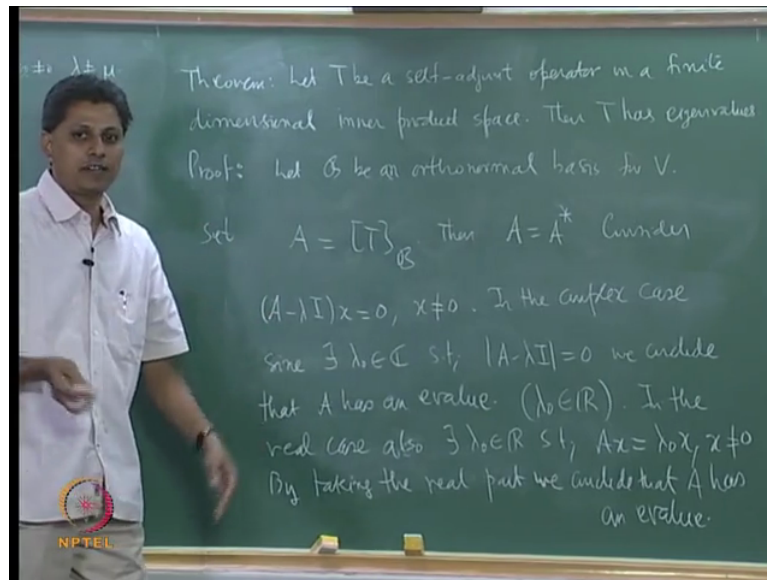 ≠0 λ ≠ μ
Theorem: Let T be a self-adjoint operator in a finite
dimensional inner product space. Then T has eigenvalues
Proof: Let B be an orthonormal basis for V.
Set A = [T]_B. Then A = A* Consider
(A-λI)x=0, x≠0. In the complex case
since ∃ λ₀∈ℂ s.t, |A-λI|=0 we conclude
that A has an evalue. (λ₀∈ℝ). In the
real case also ∃ λ₀∈ℝ s.t, Ax = λ₀x, x≠0
By taking the real part we conclude that A has
an evalue.
NPTEL